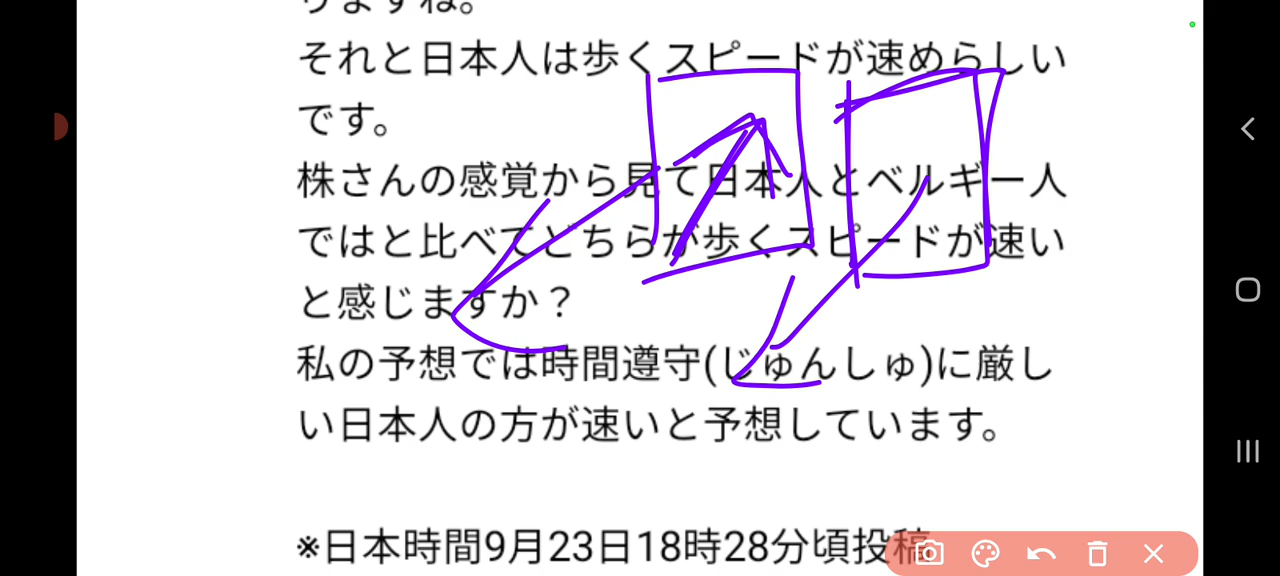 りますね。
それと日本人は歩くスピードが速めらしい
です。
株さんの感覚から見て日本人とベルギー人
ではと比べてどちらが歩くスピードが速い
と感じますか？
私の予想では時間遵守(じゅんしゅ)に厳し
い日本人の方が速いと予想しています。
※日本時間9月23日18時28分頃投稿